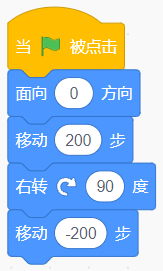 当 被点击
面向 0 方向
移动 200 步
右转 90 度
移动 -200 步